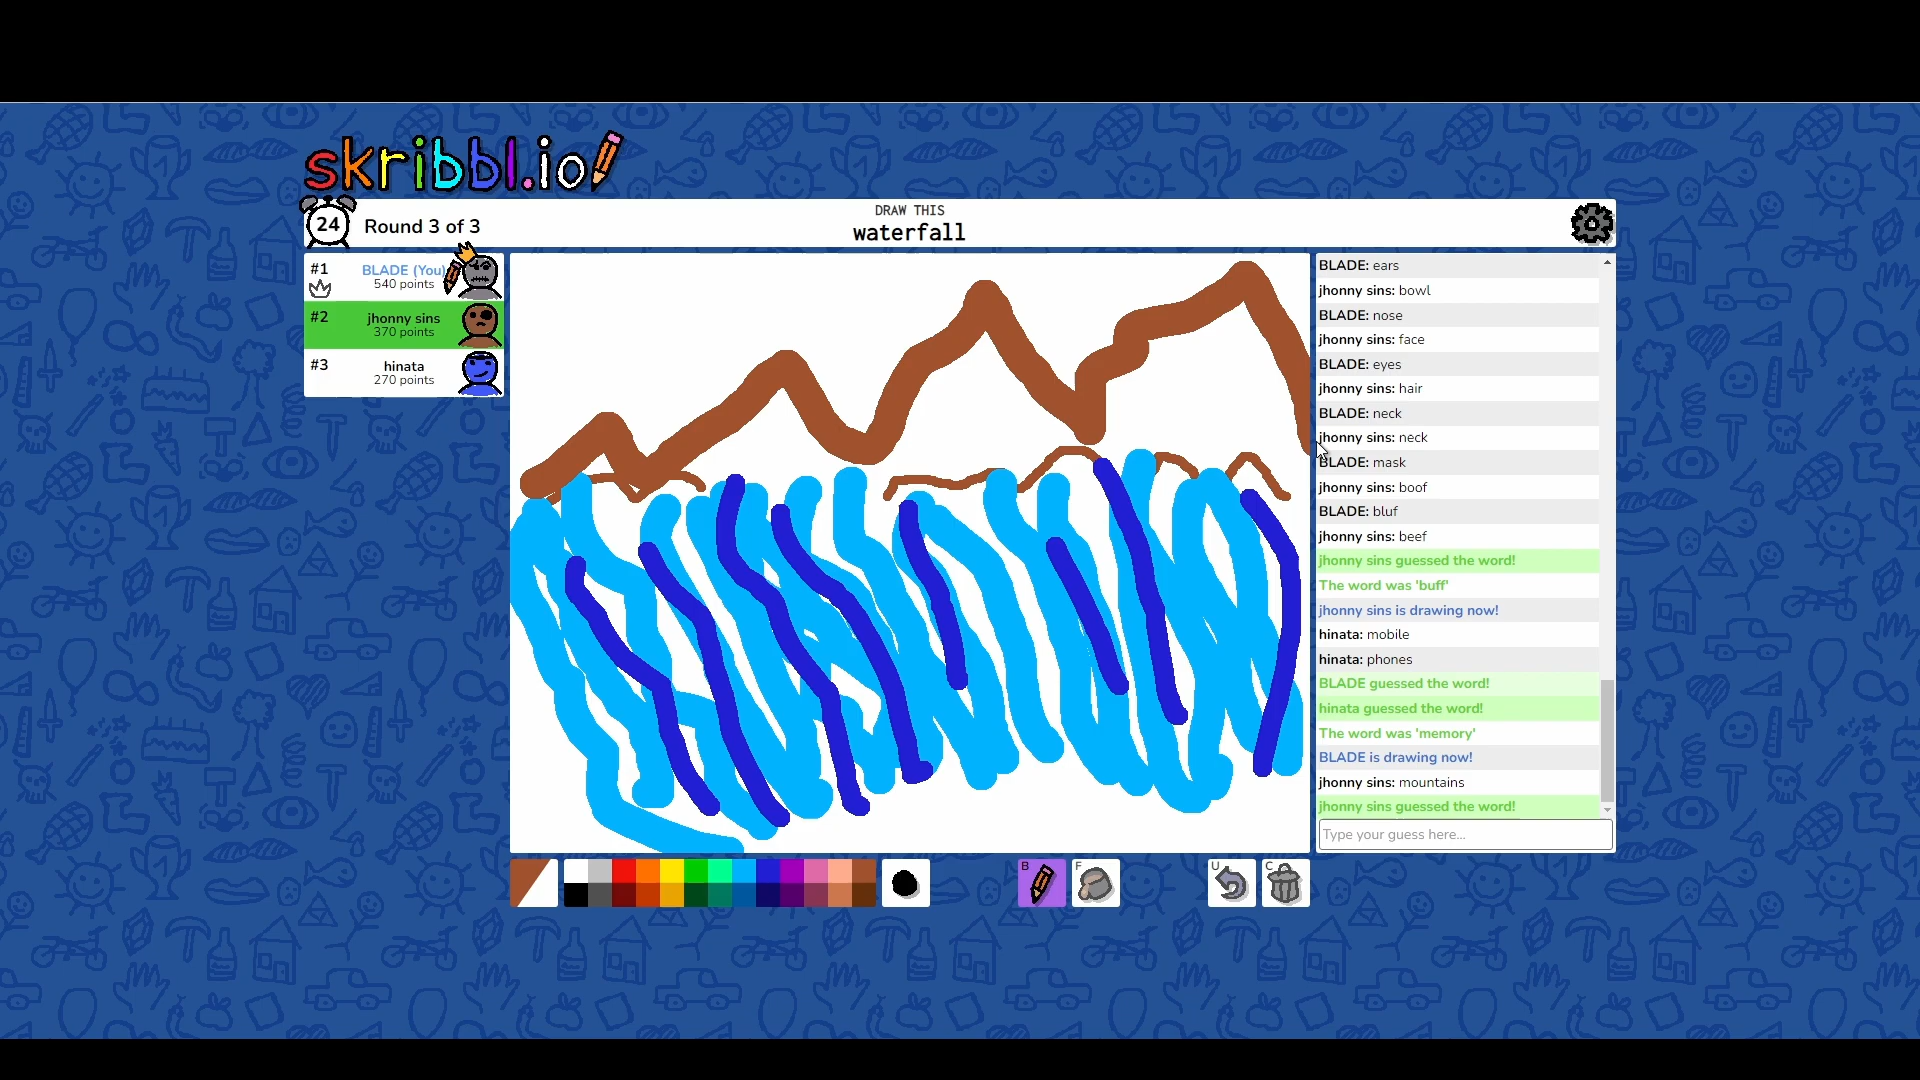 skribbl.io
24
Round 3 of 3
DRAW THIS
waterfall
#1
BLADE (You)
540 points
#2
jhonny sins
370 points
#3
hinata
270 points
BLADE: ears
jhonny sins: bowl
BLADE: nose
jhonny sins: face
BLADE: eyes
jhonny sins: hair
BLADE: neck
jhonny sins: neck
BLADE: mask
jhonny sins: boof
BLADE: bluf
jhonny sins: beef
jhonny sins guessed the word!
The word was 'buff'
jhonny sins is drawing now!
hinata: mobile
hinata: phones
BLADE guessed the word!
hinata guessed the word!
The word was 'memory'
BLADE is drawing now!
jhonny sins: mountains
jhonny sins guessed the word!
Type your guess here...
B
F
U
C